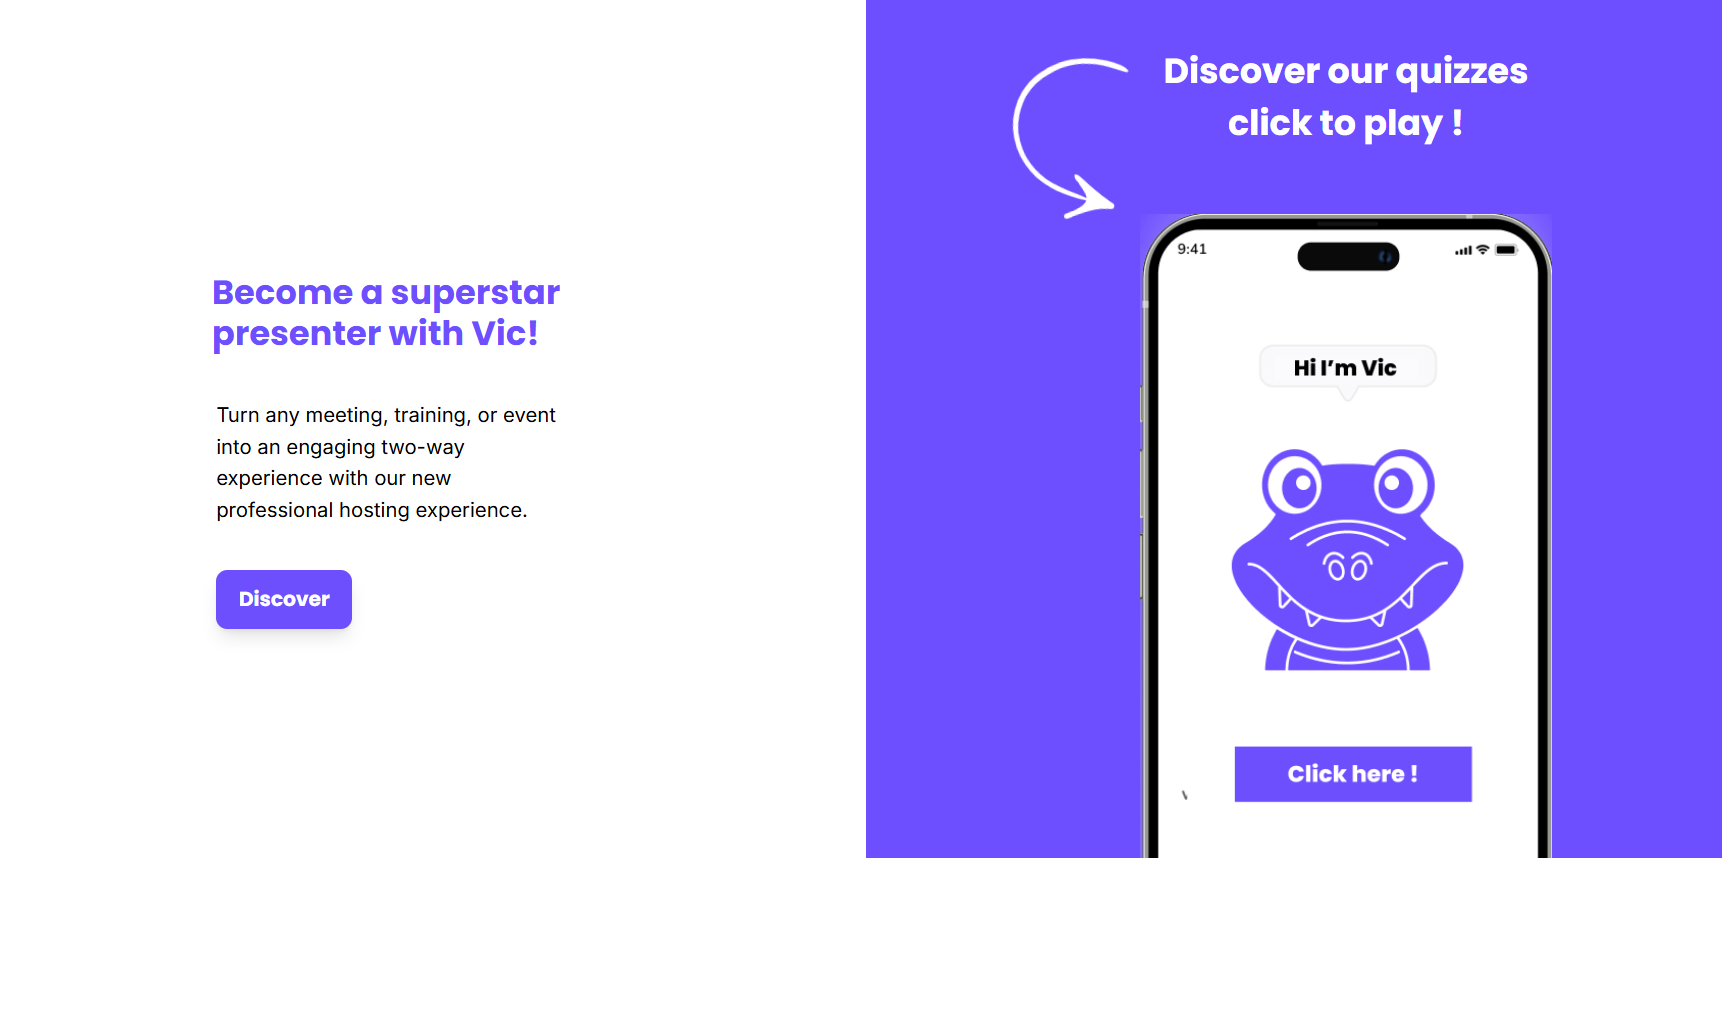 Become a superstar
presenter with Vic!
Turn any meeting, training, or event
into an engaging two-way
experience with our new
professional hosting experience.
Discover
Discover our quizzes
click to play !
9:41
Hi I’m Vic
Click here !